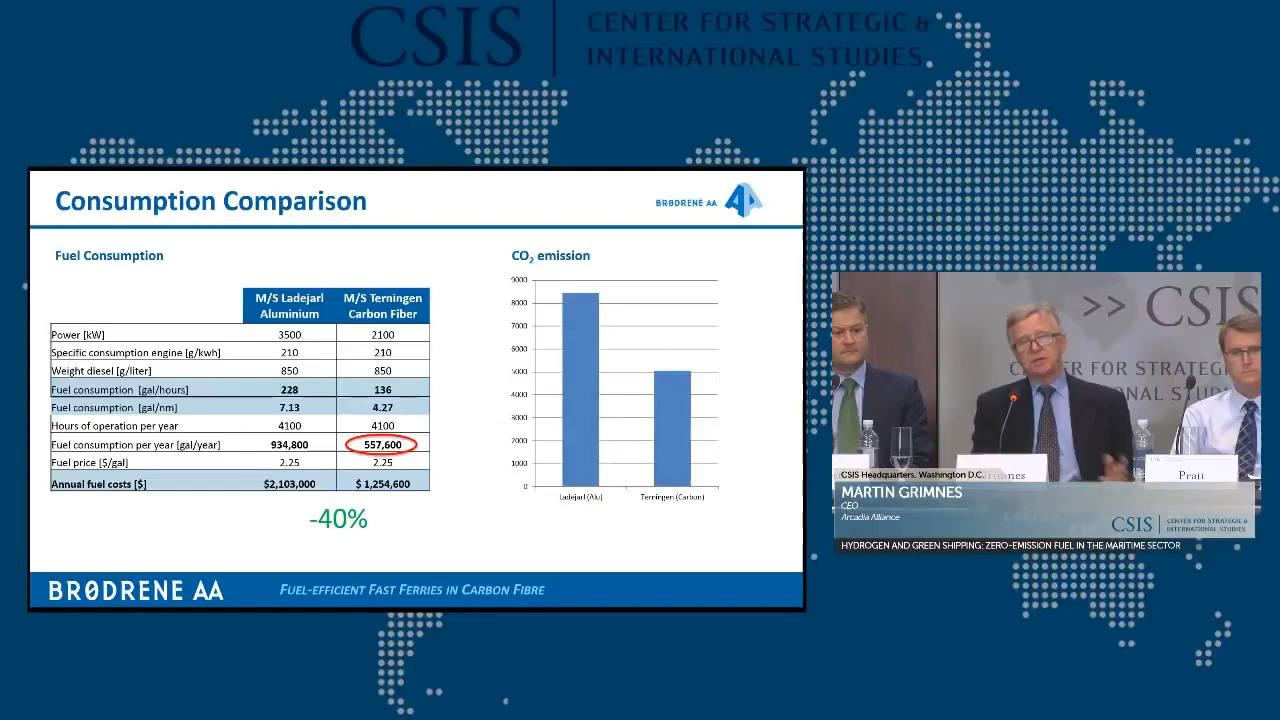 CSIS
CENTER FOR STRATEGIC &
INTERNATIONAL STUDIES
Consumption Comparison
BRØDRENE AA
Fuel Consumption
M/S Ladejarl Aluminium M/S Terningen Carbon Fiber
Power [kW] 3500 2100
Specific consumption engine [g/kwh] 210 210
Weight diesel [g/liter] 850 850
Fuel consumption [gal/hours] 228 136
Fuel consumption [gal/nm] 7.13 4.27
Hours of operation per year 4100 4100
Fuel consumption per year [gal/year] 934,800 557,600
Fuel price [$/gal] 2.25 2.25
Annual fuel costs [$] $2,103,000 $ 1,254,600
-40%
CO2 emission
9000
8000
7000
6000
5000
4000
3000
2000
1000
0
Ladejarl (Alu) Terningen (Carbon)
BRØDRENE AA
FUEL-EFFICIENT FAST FERRIES IN CARBON FIBRE
>> CSIS
CENTER FOR STRATEG
Pratt
CSIS Headquarters, Washington D.C.
MARTIN GRIMNES
CEO
Arcadia Alliance
CSIS
CENTER FOR STRATEGIC &
INTERNATIONAL STUDIES
HYDROGEN AND GREEN SHIPPING: ZERO-EMISSION FUEL IN THE MARITIME SECTOR